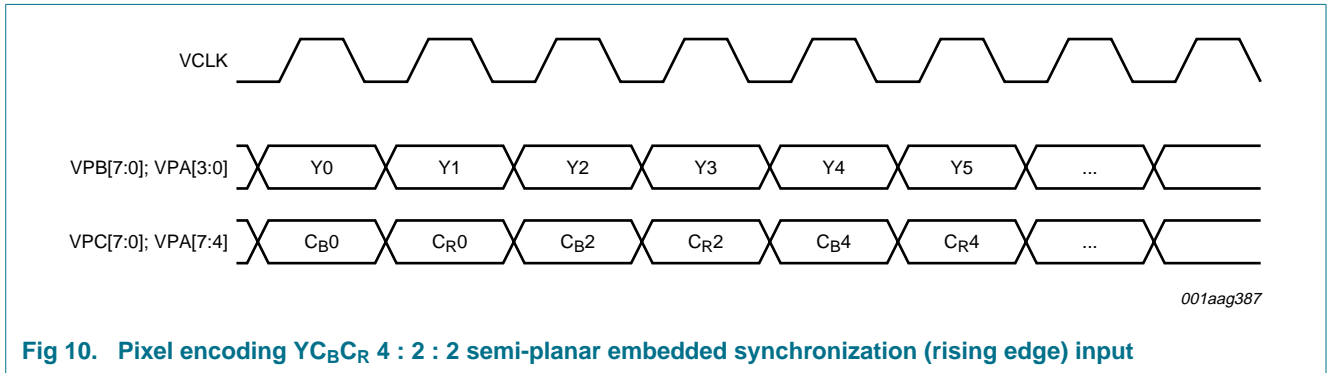 VCLK
VPB[7:0]; VPA[3:0] Y0 Y1 Y2 Y3 Y4 Y5 ...
VPC[7:0]; VPA[7:4] CB0 CR0 CB2 CR2 CB4 CR4 ...
001aag387
Fig 10. Pixel encoding YCBCR 4 : 2 : 2 semi-planar embedded synchronization (rising edge) input